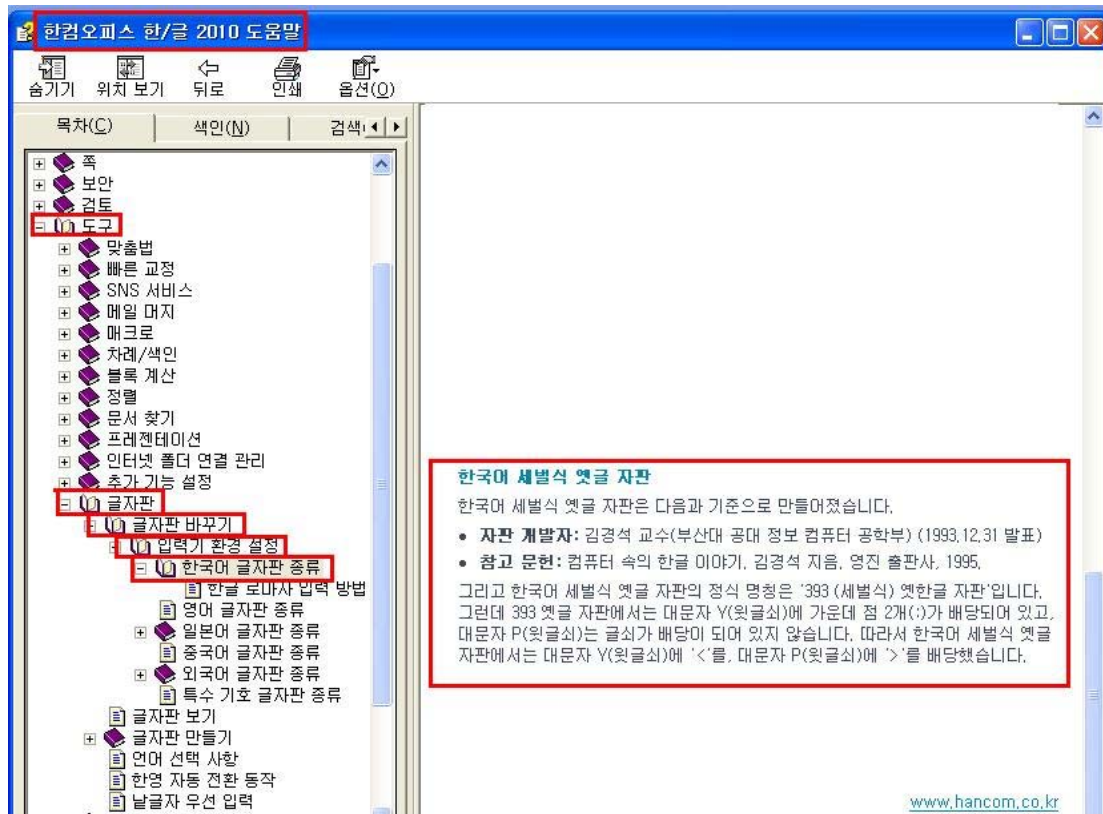 한컴오피스 한/글 2010 도움말
숨기기 위치 보기 뒤로 인쇄 옵션(O)
목차(C) 색인(N) 검색
쪽
보안
검토
도구
맞춤법
빠른 교정
SNS 서비스
메일 머지
매크로
차례/색인
블록 계산
정렬
문서 찾기
프레젠테이션
인터넷 폴더 연결 관리
추가 기능 설정
글자판
글자판 바꾸기
입력기 환경 설정
한국어 글자판 종류
한글 로마자 입력 방법
영어 글자판 종류
일본어 글자판 종류
중국어 글자판 종류
외국어 글자판 종류
특수 기호 글자판 종류
글자판 보기
글자판 만들기
언어 선택 사항
한영 자동 전환 동작
낱글자 우선 입력
한국어 세벌식 옛글 자판
한국어 세벌식 옛글 자판은 다음과 기준으로 만들어졌습니다.
• 자판 개발자: 김경석 교수(부산대 공대 정보 컴퓨터 공학부) (1993.12.31 발표)
• 참고 문헌: 컴퓨터 속의 한글 이야기, 김경석 지음, 영진 출판사, 1995.
그리고 한국어 세벌식 옛글 자판의 정식 명칭은 '393 (세벌식) 옛한글 자판'입니다.
그런데 393 옛글 자판에서는 대문자 Y(윗글쇠)에 가운데 점 2개(:)가 배당되어 있고,
대문자 P(윗글쇠)는 글쇠가 배당이 되어 있지 않습니다. 따라서 한국어 세벌식 옛글
자판에서는 대문자 Y(윗글쇠)에 '<'를, 대문자 P(윗글쇠)에 '>'를 배당했습니다.
www.hancom.co.kr